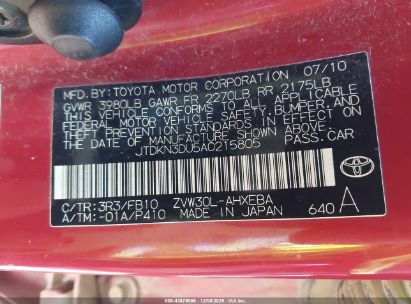 MFD.BY: TOYOTA MOTOR CORPORATION 07/10
GVWR 3980LB GAWR FR 2270LB RR 2175LB
THIS VEHICLE CONFORMS TO ALL APPLICABLE
FEDERAL MOTOR VEHICLE SAFETY, BUMPER, AND
THEFT PREVENTION STANDARDS IN EFFECT ON
THE DATE OF MANUFACTURE SHOWN ABOVE.
JTDKN3DU5A0215805 PASS.CAR
TOYOTA
C/TR: 3R3/FB10 ZVW30L-AHXEBA
A/TM: -01A/P410 MADE IN JAPAN 640 A